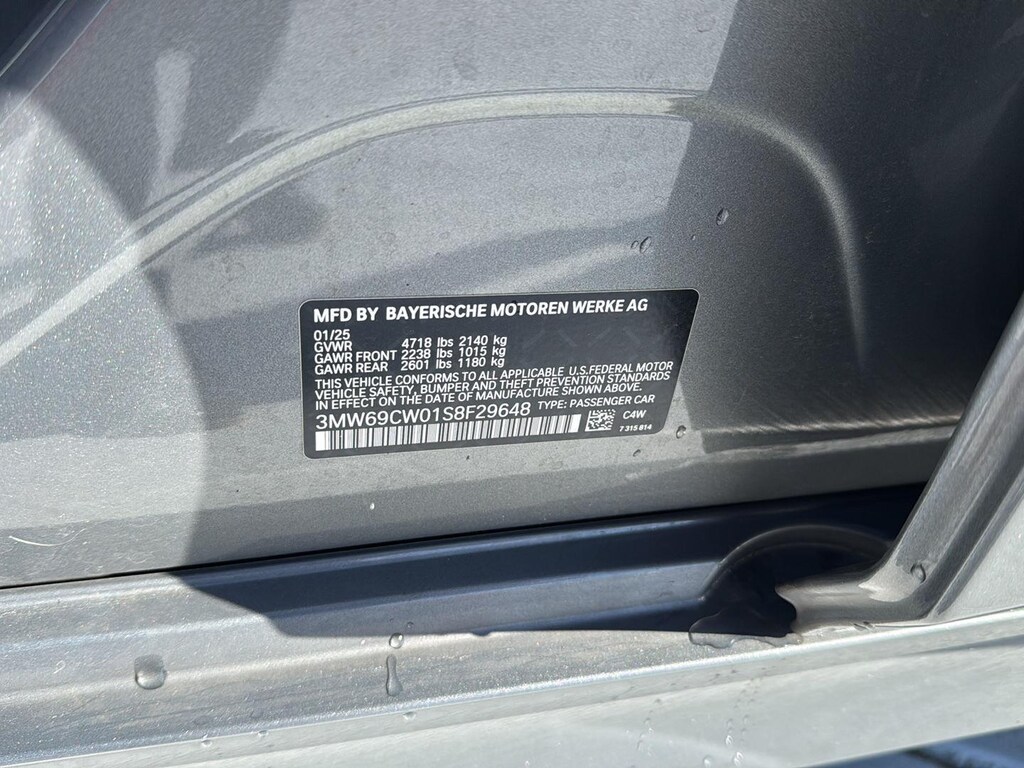 MFD BY BAYERISCHE MOTOREN WERKE AG
01/25
GVWR 4718 lbs 2140 kg
GAWR FRONT 2238 lbs 1015 kg
GAWR REAR 2601 lbs 1180 kg
THIS VEHICLE CONFORMS TO ALL APPLICABLE U.S.FEDERAL MOTOR
VEHICLE SAFETY, BUMPER AND THEFT PREVENTION STANDARDS
IN EFFECT ON THE DATE OF MANUFACTURE SHOWN ABOVE.
3MW69CW01S8F29648 TYPE: PASSENGER CAR
C4W
7 315 814